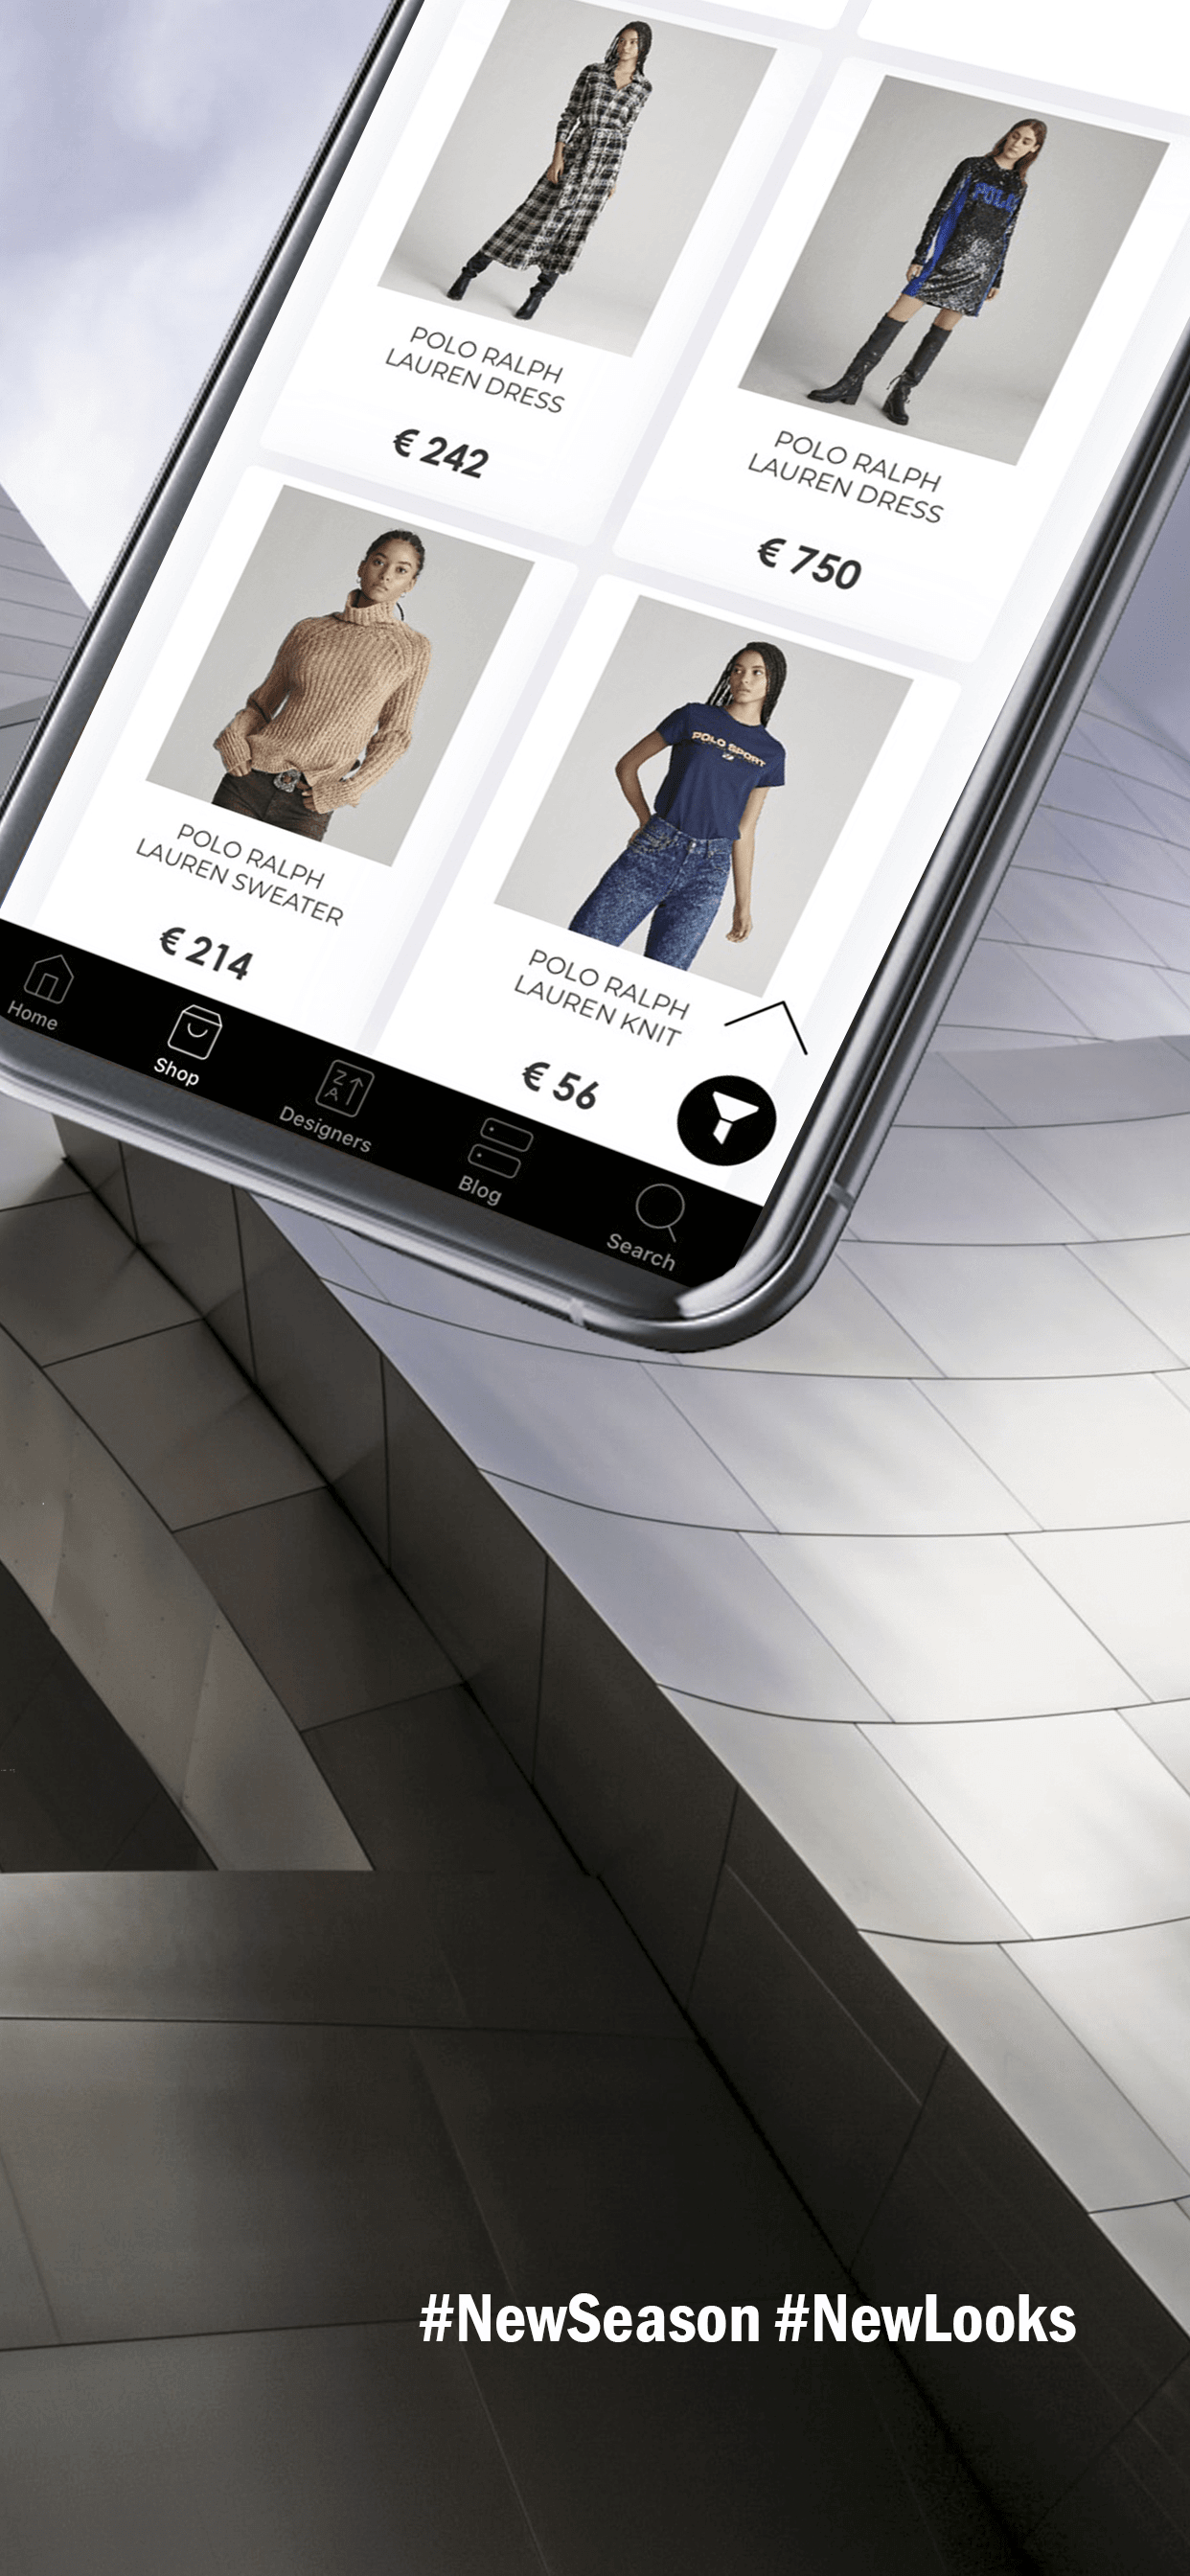 POLO
POLO RALPH
LAUREN DRESS
€ 242
POLO RALPH
LAUREN DRESS
€ 750
POLO SPORT
POLO RALPH
LAUREN SWEATER
€ 214
POLO RALPH
LAUREN KNIT
€ 56
Home
Shop
Z
A
Designers
Blog
Search
#NewSeason #NewLooks